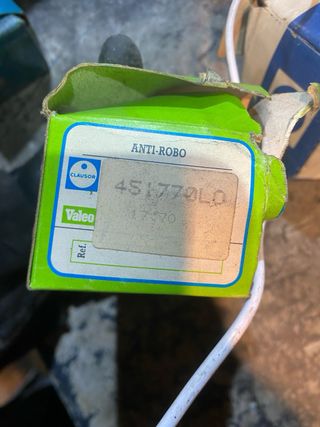 ANTI-ROBO
CLAUSOR
451770L0
Valeo
17770
Ref.